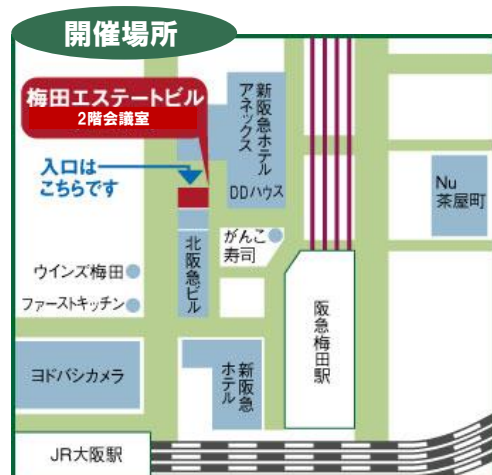 開催場所
梅田エステートビル
2階会議室
入口は
こちらです
新阪急ホテル
アネックス
DDハウス
Nu
茶屋町
がんこ
寿司
北阪急ビル
ウインズ梅田
ファーストキッチン
阪急梅田駅
ヨドバシカメラ
新阪急
ホテル
JR大阪駅